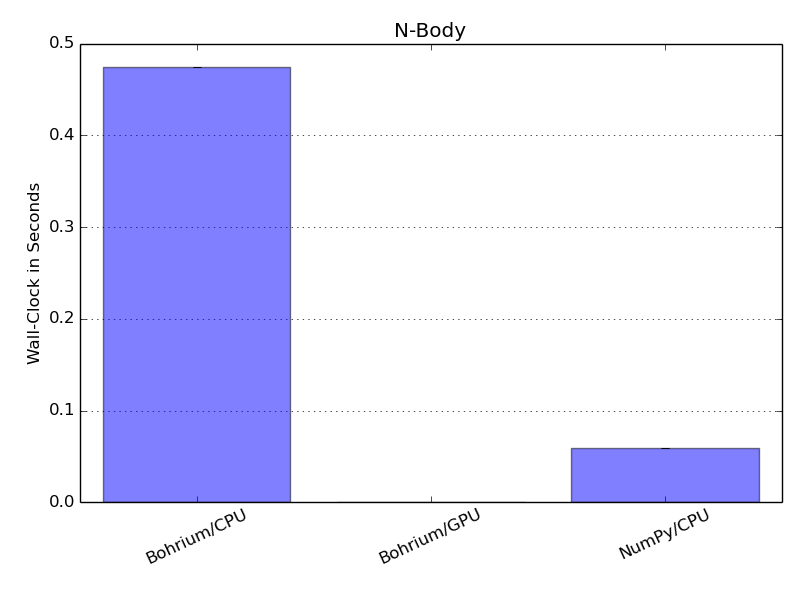 N-Body
Wall-Clock in Seconds
0.5
0.4
0.3
0.2
0.1
0.0
Bohrium/CPU
Bohrium/GPU
NumPy/CPU